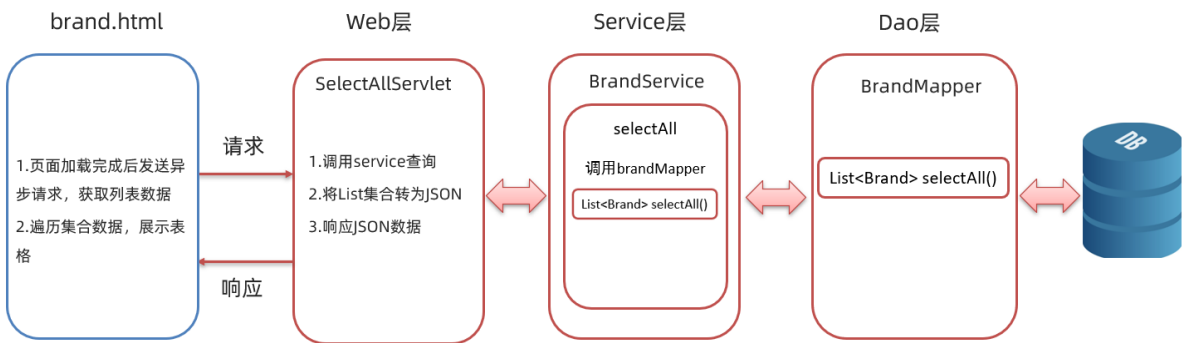 brand.html
Web层
Service层
Dao层
1.页面加载完成后发送异
步请求，获取列表数据
2.遍历集合数据，展示表
格
请求
响应
SelectAllServlet
1.调用service查询
2.将List集合转为JSON
3.响应JSON数据
BrandService
selectAll
调用brandMapper
List<Brand> selectAll()
BrandMapper
List<Brand> selectAll()
DB